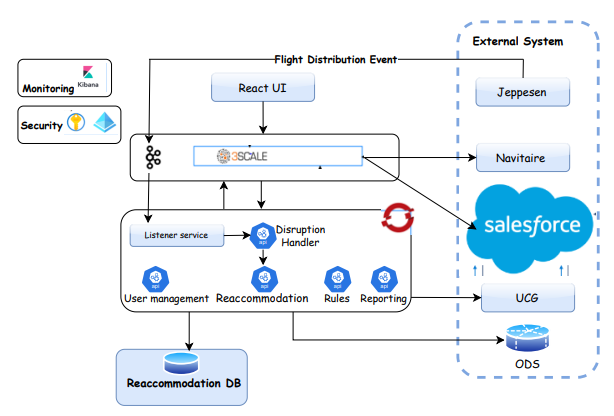 External System
Flight Distribution Event
Kibana
Monitoring
React UI
Jeppesen
Security
3SCALE
Navitaire
salesforce
Listener service
api
Disruption
Handler
api
api
api
api
User management
Reaccommodation
Rules
Reporting
UCG
ODS
Reaccommodation DB